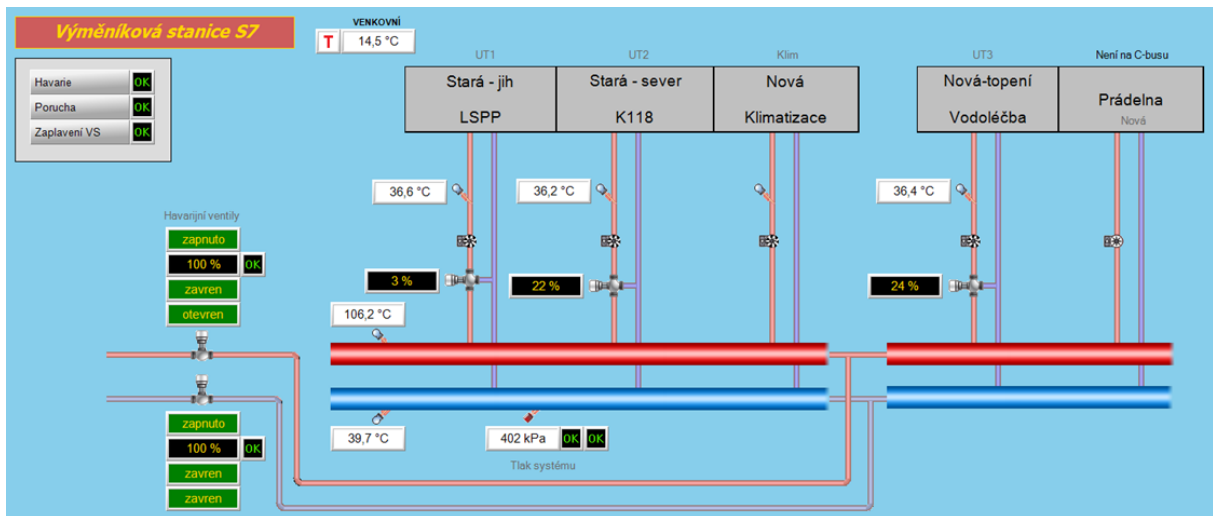 Výměníková stanice S7
VENKOVNÍ
T 14,5 °C
Havarie OK
Porucha OK
Zaplavení VS OK
UT1 UT2 Klim UT3 Není na C-busu
Stará - jih Stará - sever Nová Nová-topení Prádelna
LSPP K118 Klimatizace Vodoléčba Nová
36,6 °C 36,2 °C 36,4 °C
Havarijní ventily
zapnuto
100 % OK
zavren
otevren
3 % 22 % 24 %
106,2 °C
zapnuto
100 % OK
zavren
zavren
39,7 °C 402 kPa OK OK
Tlak systému